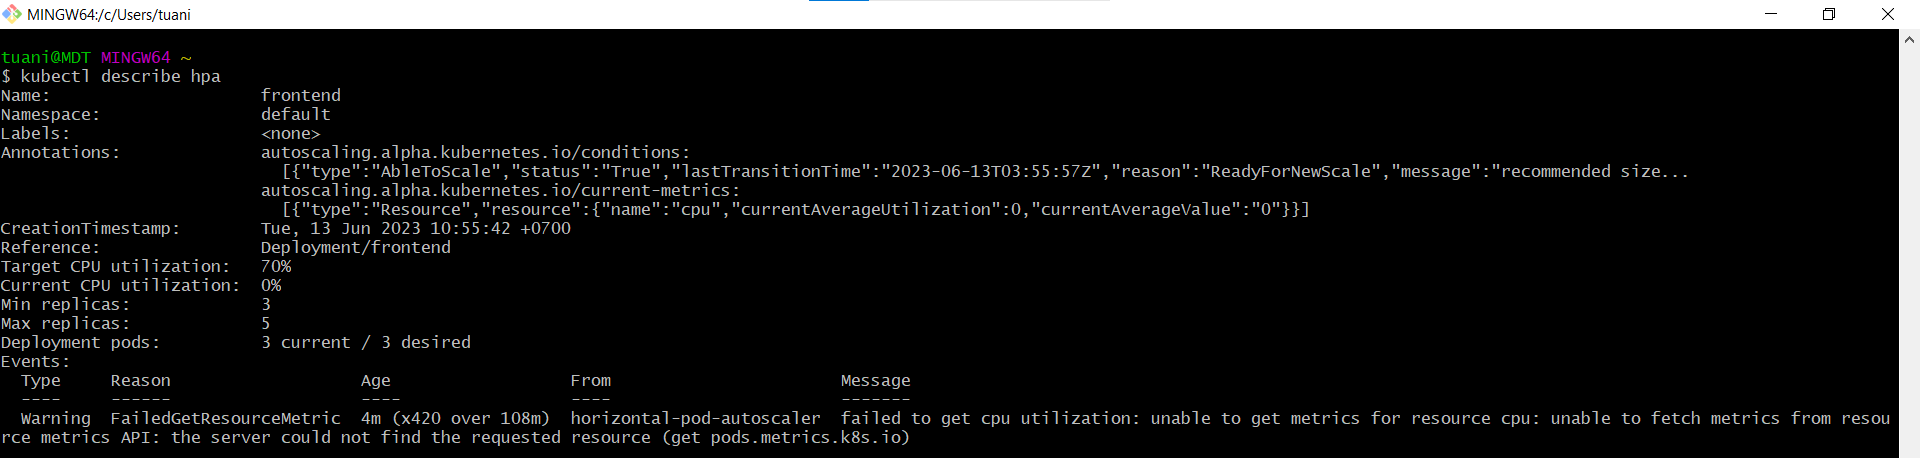 MINGW64:/c/Users/tuani
tuani@MDT MINGW64 ~
$ kubectl describe hpa
Name: frontend
Namespace: default
Labels: <none>
Annotations: autoscaling.alpha.kubernetes.io/conditions:
[{"type":"AbleToScale","status":"True","lastTransitionTime":"2023-06-13T03:55:57Z","reason":"ReadyForNewScale","message":"recommended size...
autoscaling.alpha.kubernetes.io/current-metrics:
[{"type":"Resource","resource":{"name":"cpu","currentAverageUtilization":0,"currentAverageValue":"0"}}]
CreationTimestamp: Tue, 13 Jun 2023 10:55:42 +0700
Reference: Deployment/frontend
Target CPU utilization: 70%
Current CPU utilization: 0%
Min replicas: 3
Max replicas: 5
Deployment pods: 3 current / 3 desired
Events:
Type Reason Age From Message
---- ------ ---- ---- -------
Warning FailedGetResourceMetric 4m (x420 over 108m) horizontal-pod-autoscaler failed to get cpu utilization: unable to get metrics for resource cpu: unable to fetch metrics from resou
rce metrics API: the server could not find the requested resource (get pods.metrics.k8s.io)